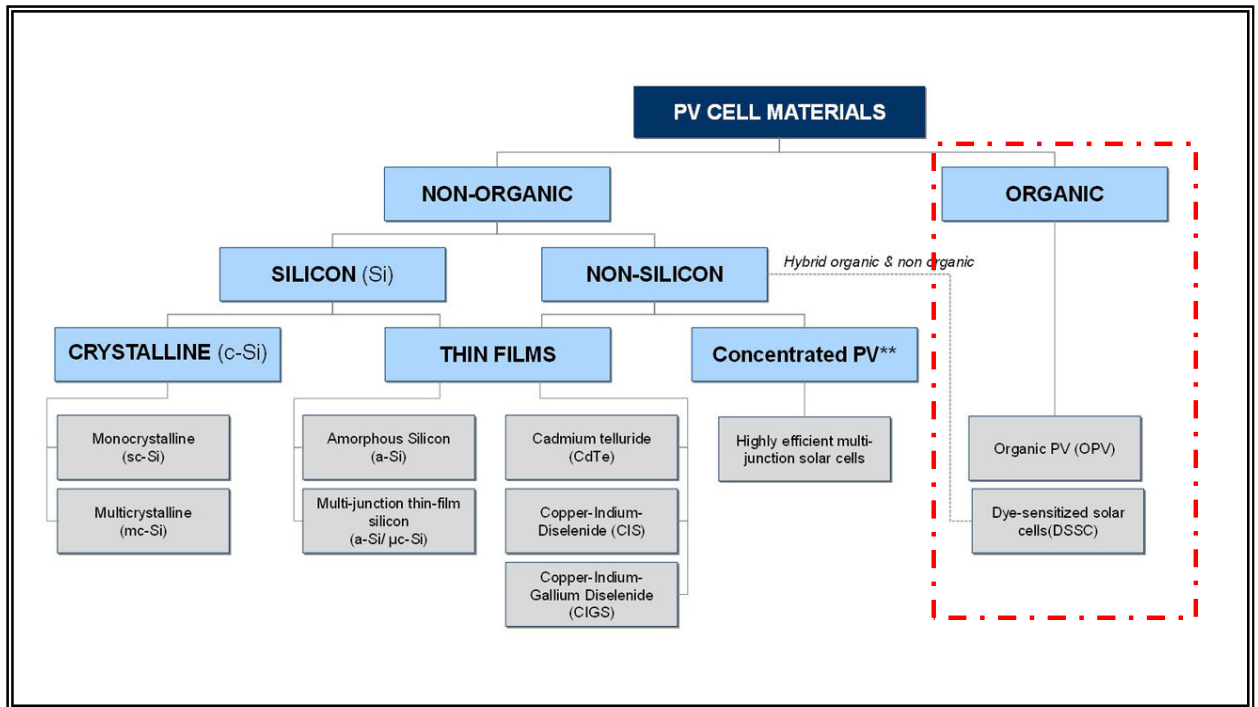 PV CELL MATERIALS
NON-ORGANIC
ORGANIC
SILICON (Si)
NON-SILICON
Hybrid organic & non organic
CRYSTALLINE (c-Si)
THIN FILMS
Concentrated PV**
Monocrystalline
(sc-Si)
Multicrystalline
(mc-Si)
Amorphous Silicon
(a-Si)
Multi-junction thin-film
silicon
(a-Si/ μc-Si)
Cadmium telluride
(CdTe)
Copper-Indium-
Diselenide (CIS)
Copper-Indium-
Gallium Diselenide
(CIGS)
Highly efficient multi-
junction solar cells
Organic PV (OPV)
Dye-sensitized solar
cells(DSSC)